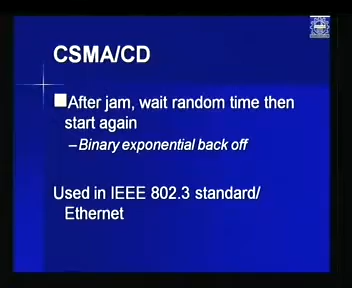 CSMA/CD
After jam, wait random time then
start again
–Binary exponential back off
Used in IEEE 802.3 standard/
Ethernet